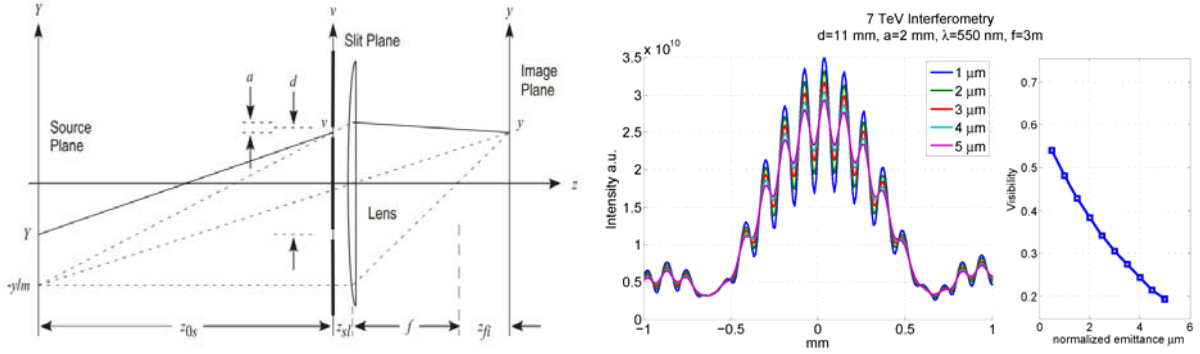 Y
v
y
Slit Plane
a
d
Image
Plane
Source
Plane
v
y
z
Y
Lens
-y/m
z0s
zsl
f
zfi
7 TeV Interferometry
d=11 mm, a=2 mm, λ=550 nm, f=3m
x 10^10
3.5
3
2.5
2
1.5
1
0.5
0
Intensity a.u.
1 μm
2 μm
3 μm
4 μm
5 μm
-1
-0.5
0
0.5
1
mm
0.7
0.6
0.5
0.4
0.3
0.2
Visibility
0
2
4
6
normalized emittance μm